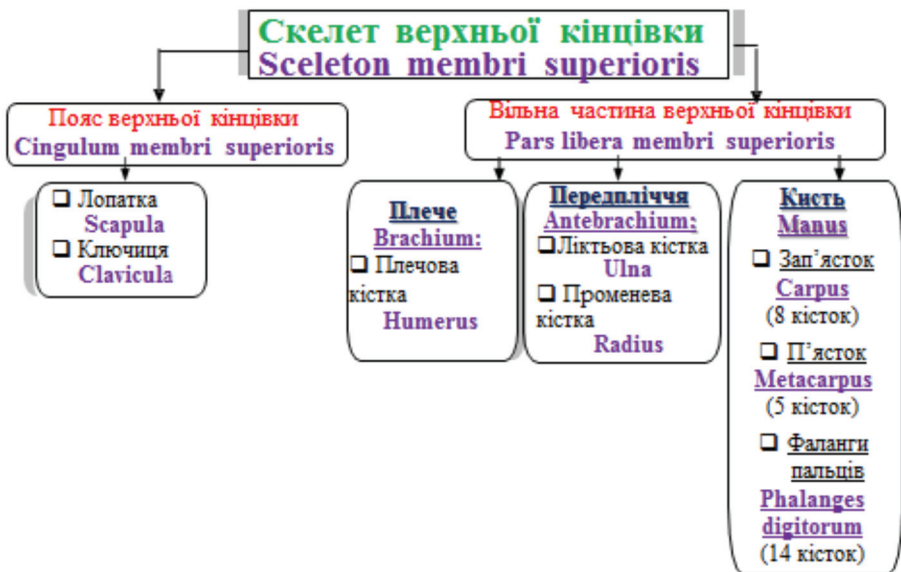 Скелет верхньої кінцівки
Sceleton membri superioris
Пояс верхньої кінцівки
Cingulum membri superioris
Вільна частина верхньої кінцівки
Pars libera membri superioris
❑ Лопатка
Scapula
❑ Ключиця
Clavicula
Плече
Brachium:
❑ Плечова
кістка
Humerus
Передпліччя
Antebrachium:
❑Ліктьова кістка
Ulna
❑ Променева
кістка
Radius
Кисть
Manus
❑ Зап’ясток
Carpus
(8 кісток)
❑ П’ясток
Metacarpus
(5 кісток)
❑ Фаланги
пальців
Phalanges
digitorum
(14 кісток)